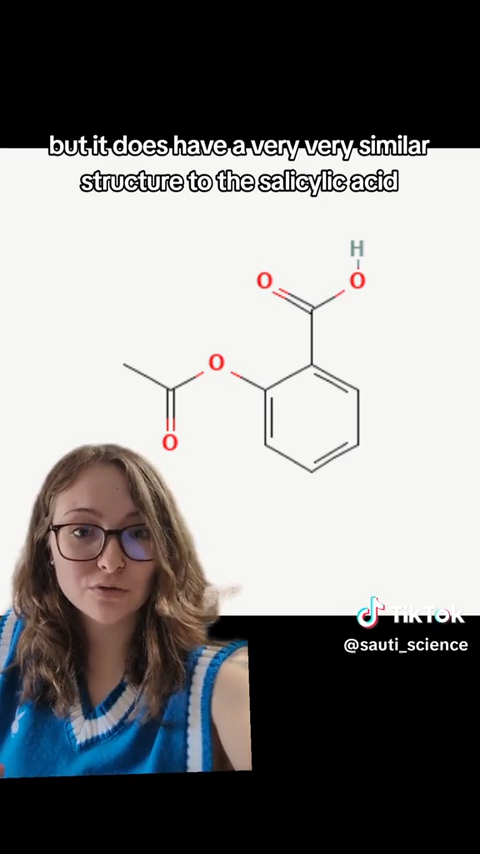 but it does have a very very similar
structure to the salicylic acid
H
O
O
O
O
TikTok
@sauti_science